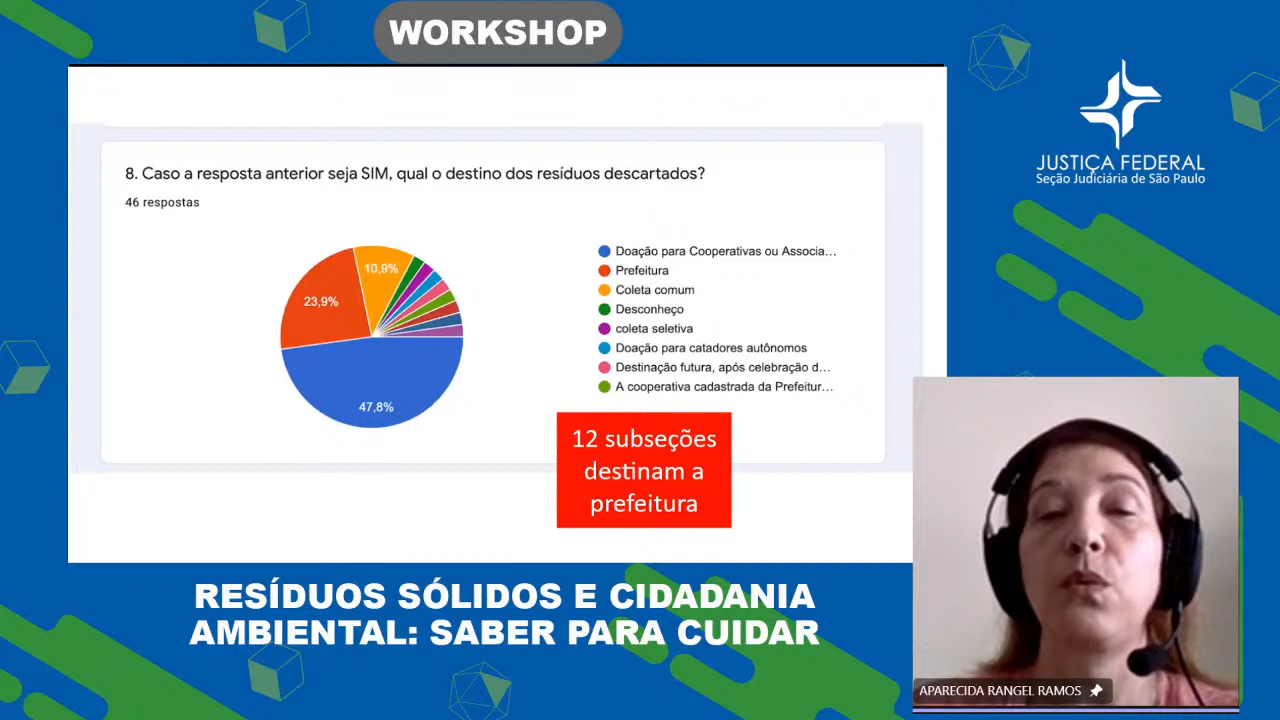 WORKSHOP
JUSTIÇA FEDERAL
Seção Judiciária de São Paulo
8. Caso a resposta anterior seja SIM, qual o destino dos resíduos descartados?
46 respostas
10,9%
23,9%
47,8%
Doação para Cooperativas ou Associa…
Prefeitura
Coleta comum
Desconheço
coleta seletiva
Doação para catadores autônomos
Destinação futura, após celebração d…
A cooperativa cadastrada da Prefeitur…
12 subseções
destinam a
prefeitura
RESÍDUOS SÓLIDOS E CIDADANIA
AMBIENTAL: SABER PARA CUIDAR
APARECIDA RANGEL RAMOS